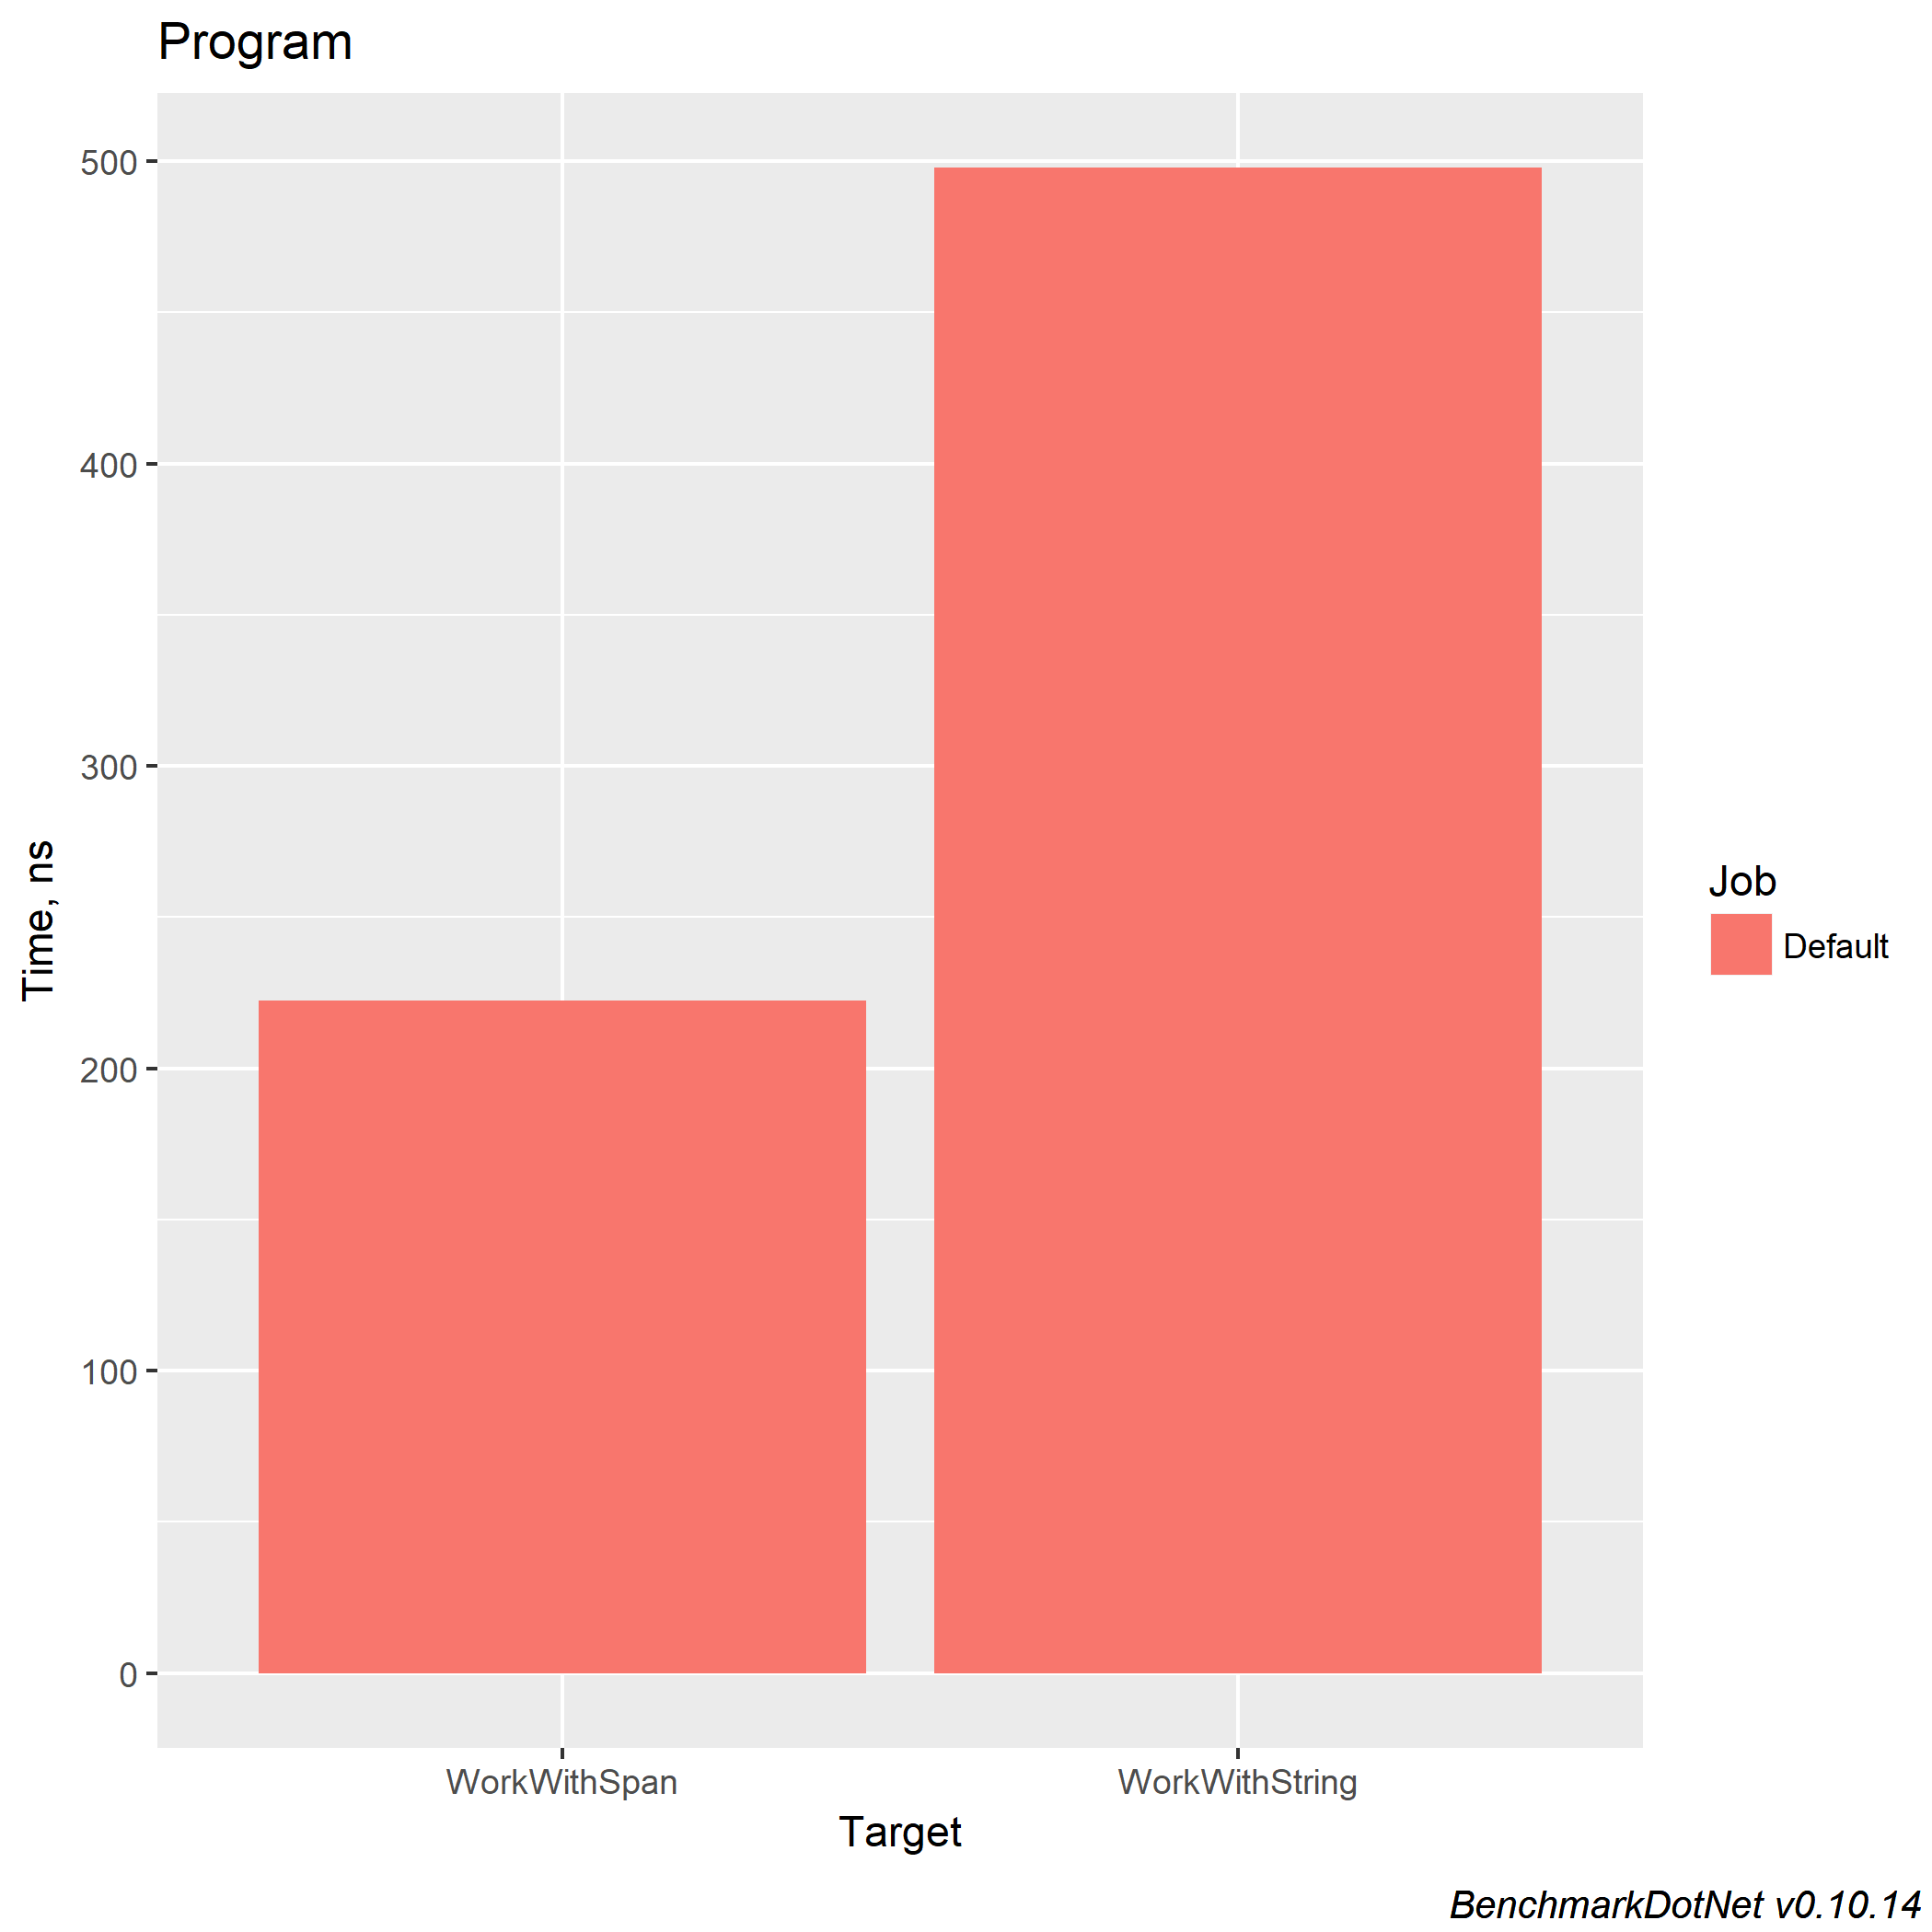 Program
Time, ns
500
400
300
200
100
0
WorkWithSpan
WorkWithString
Target
Job
Default
BenchmarkDotNet v0.10.14